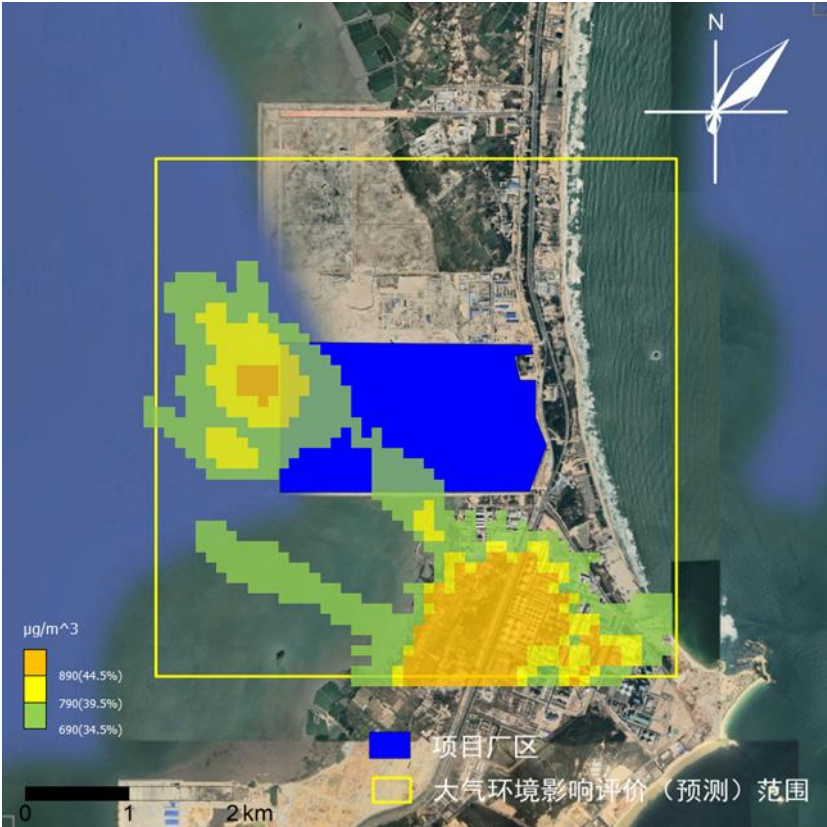 N
μg/m^3
890(44.5%)
790(39.5%)
690(34.5%)
项目厂区
大气环境影响评价（预测）范围
0 1 2 km